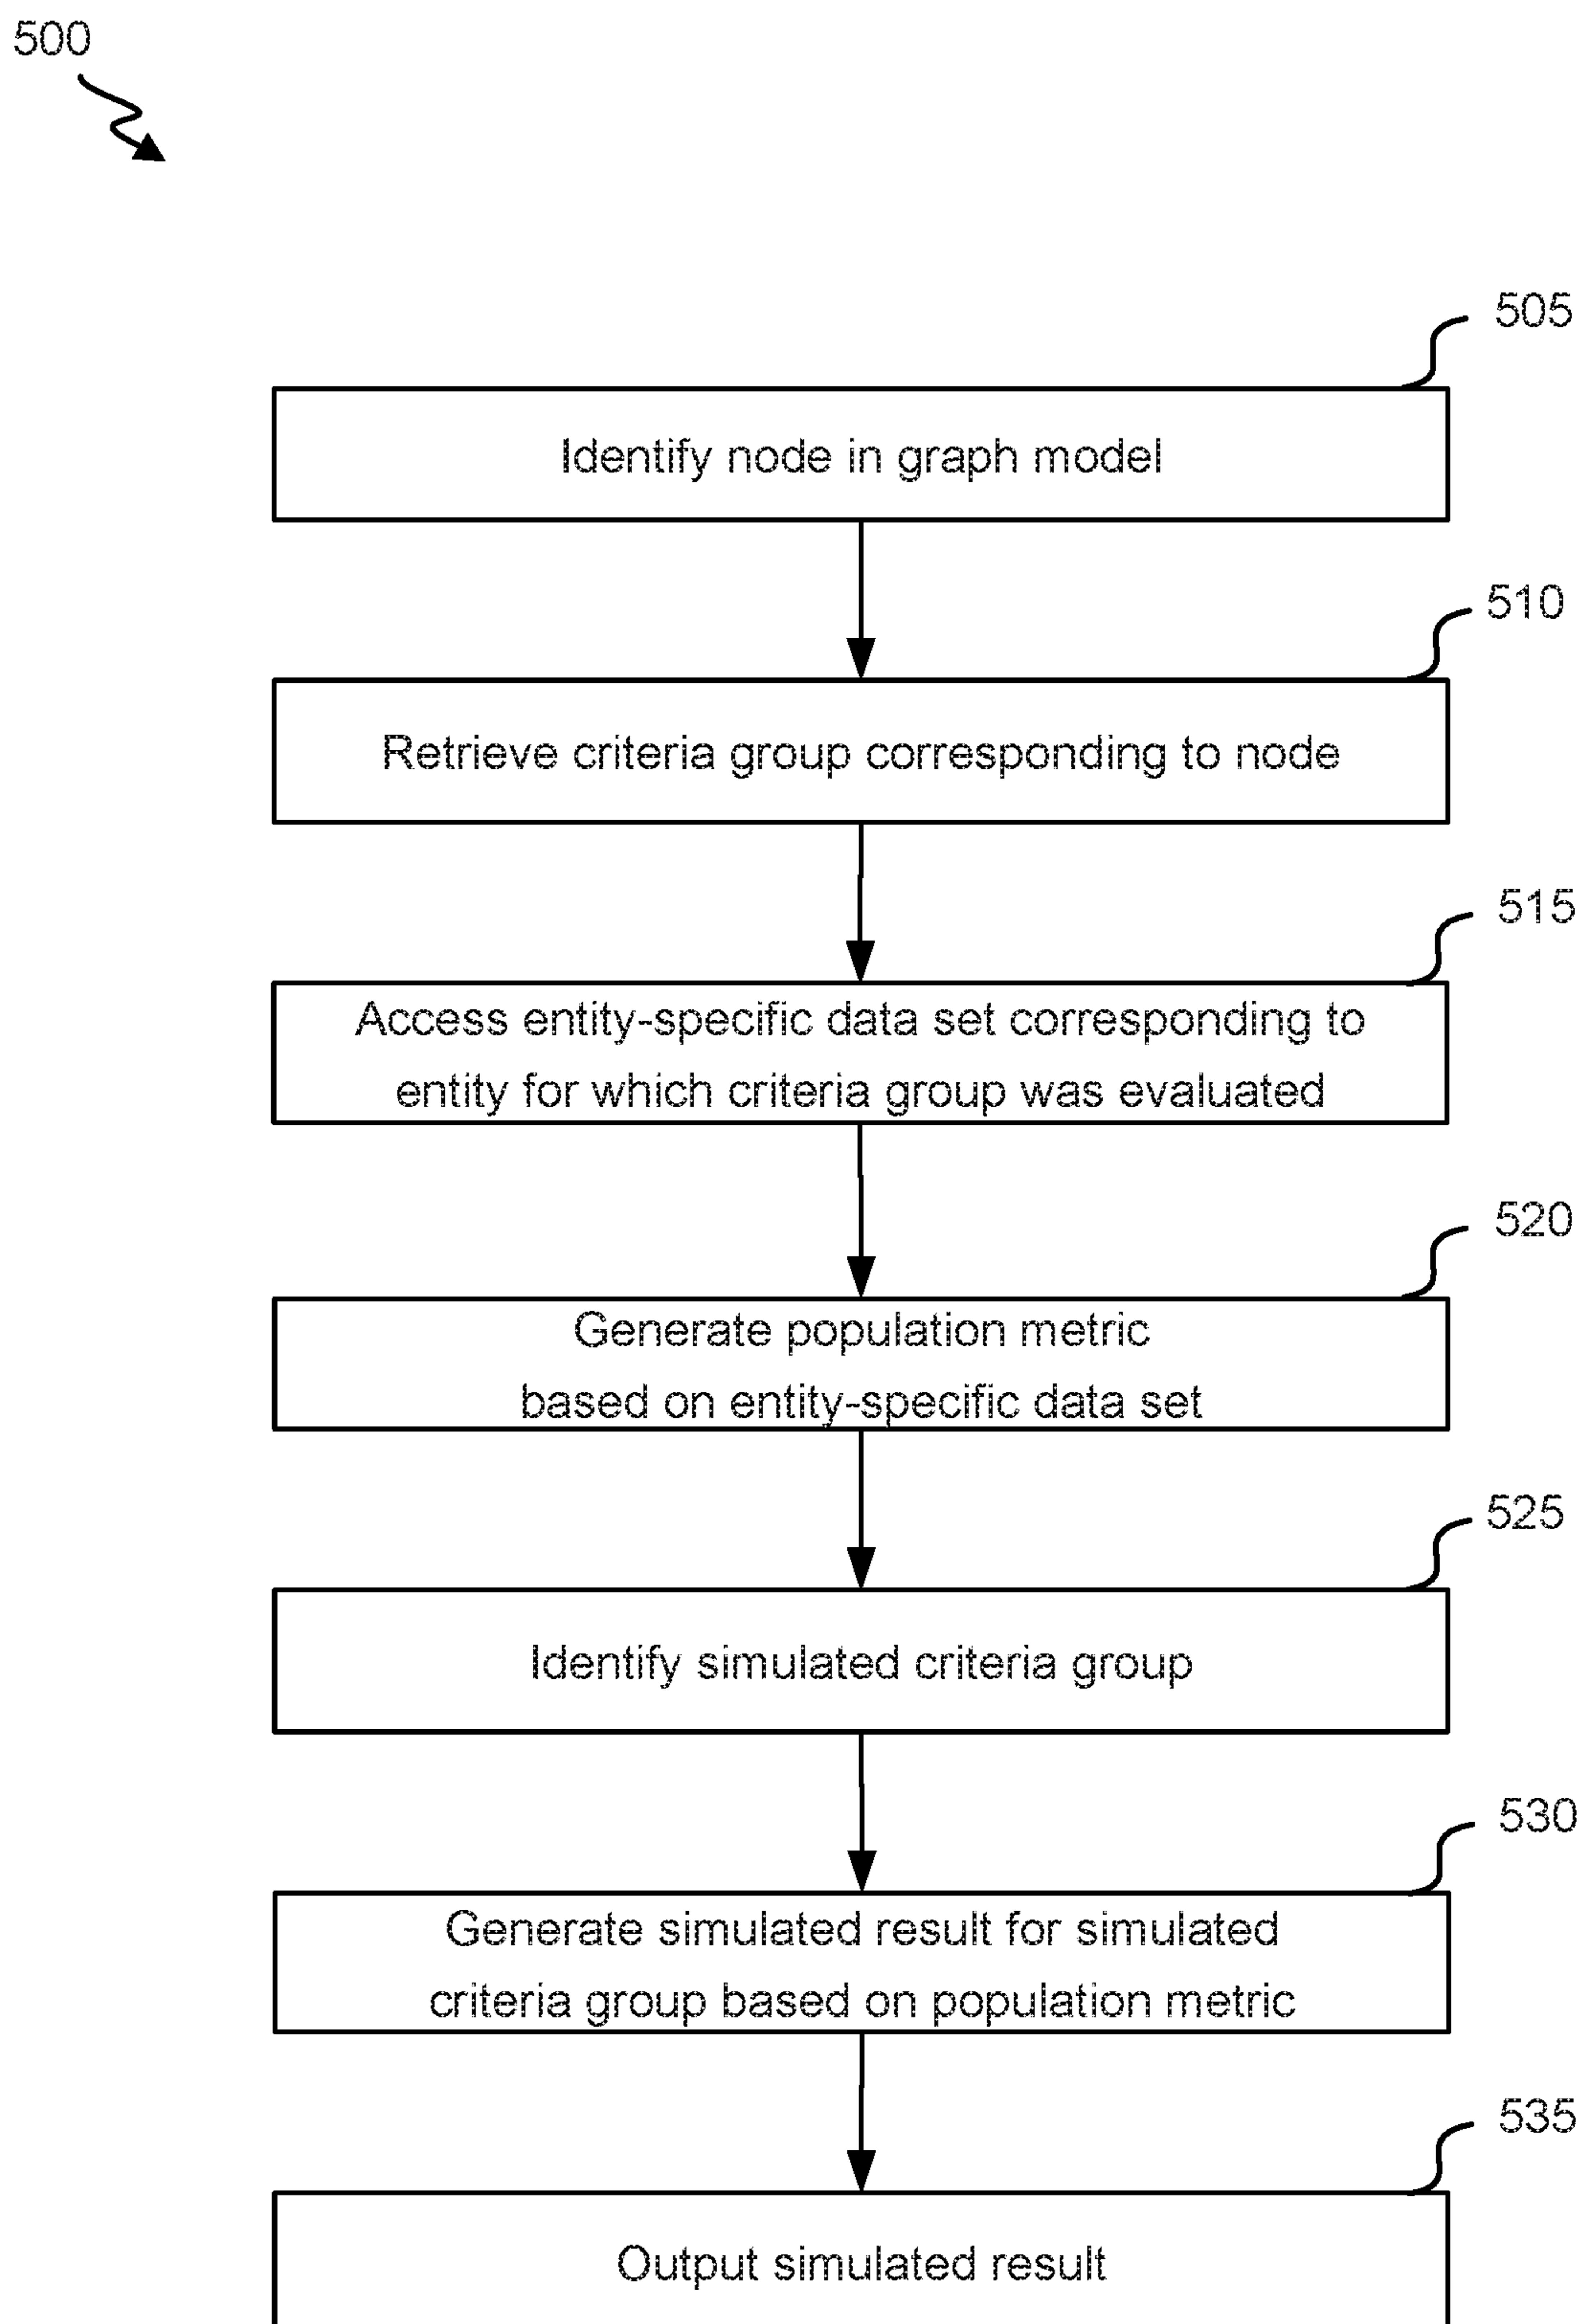 500
505
Identify node in graph model
510
Retrieve criteria group corresponding to node
515
Access entity-specific data set corresponding to
entity for which criteria group was evaluated
520
Generate population metric
based on entity-specific data set
525
Identify simulated criteria group
530
Generate simulated result for simulated
criteria group based on population metric
535
Output simulated result